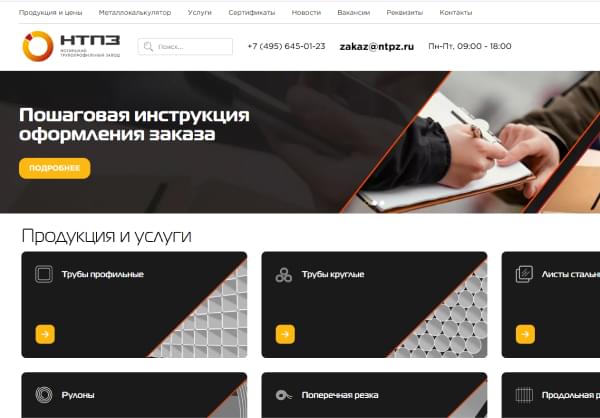 Продукция и цены Металлокалькулятор Услуги Сертификаты Новости Вакансии Реквизиты Контакты
НТПЗ
НОГИНСКИЙ
ТРУБОПРОФИЛЬНЫЙ ЗАВОД
Поиск...
+7 (495) 645-01-23
zakaz@ntpz.ru
Пн-Пт, 09:00 - 18:00
Пошаговая инструкция
оформления заказа
ПОДРОБНЕЕ
Продукция и услуги
Трубы профильные
Трубы круглые
Листы стальн
Рулоны
Поперечная резка
Продольная р